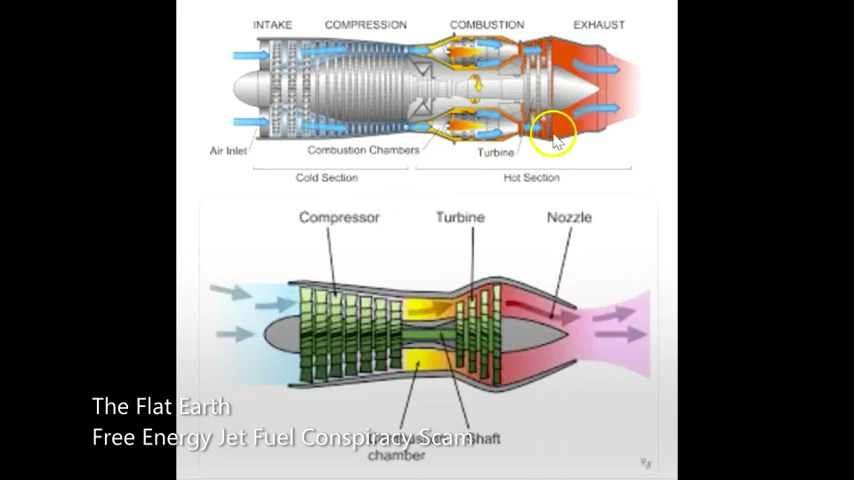 INTAKE COMPRESSION COMBUSTION EXHAUST
Air Inlet Combustion Chambers Turbine
Cold Section Hot Section
Compressor Turbine Nozzle
The Flat Earth
Free Energy Jet Fuel Conspiracy Scam
Shaft
chamber